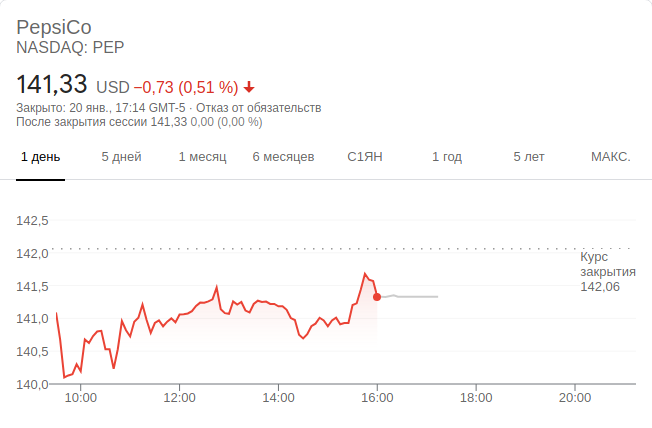 PepsiCo
NASDAQ: PEP
141,33 USD −0,73 (0,51 %)
Закрыто: 20 янв., 17:14 GMT-5 · Отказ от обязательств
После закрытия сессии 141,33 0,00 (0,00 %)
1 день 5 дней 1 месяц 6 месяцев С1ЯН 1 год 5 лет МАКС.
142,5
142,0
141,5
141,0
140,5
140,0
Курс
закрытия
142,06
10:00 12:00 14:00 16:00 18:00 20:00